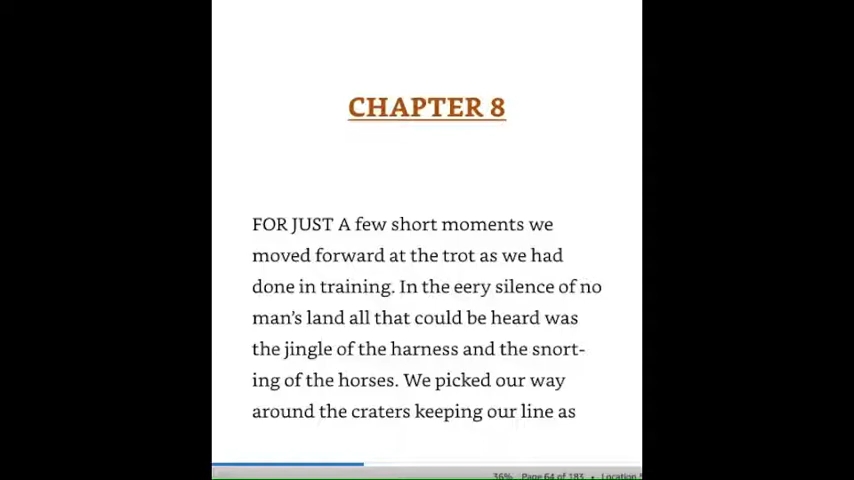 CHAPTER 8
FOR JUST A few short moments we
moved forward at the trot as we had
done in training. In the eery silence of no
man's land all that could be heard was
the jingle of the harness and the snort-
ing of the horses. We picked our way
around the craters keeping our line as
36% Page 64 of 183 • Location